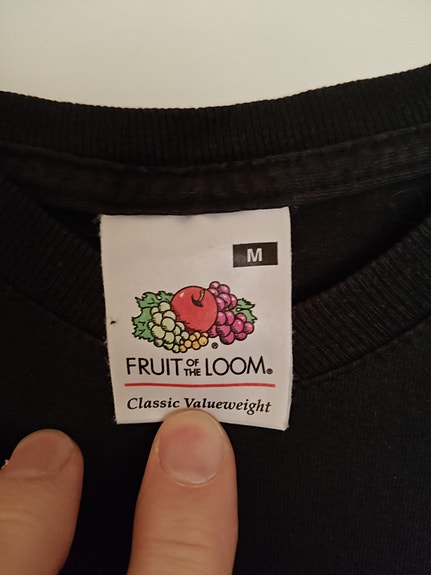 M
FRUIT OF THE LOOM®
Classic Valueweight